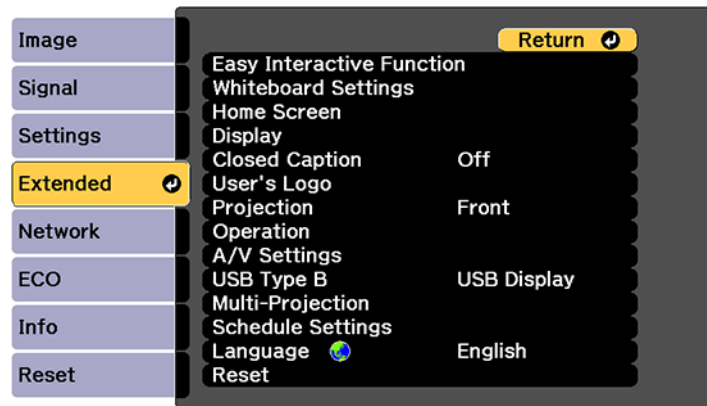 Image
Signal
Settings
Extended
Network
ECO
Info
Reset
Return
Easy Interactive Function
Whiteboard Settings
Home Screen
Display
Closed Caption Off
User's Logo
Projection Front
Operation
A/V Settings
USB Type B USB Display
Multi-Projection
Schedule Settings
Language English
Reset